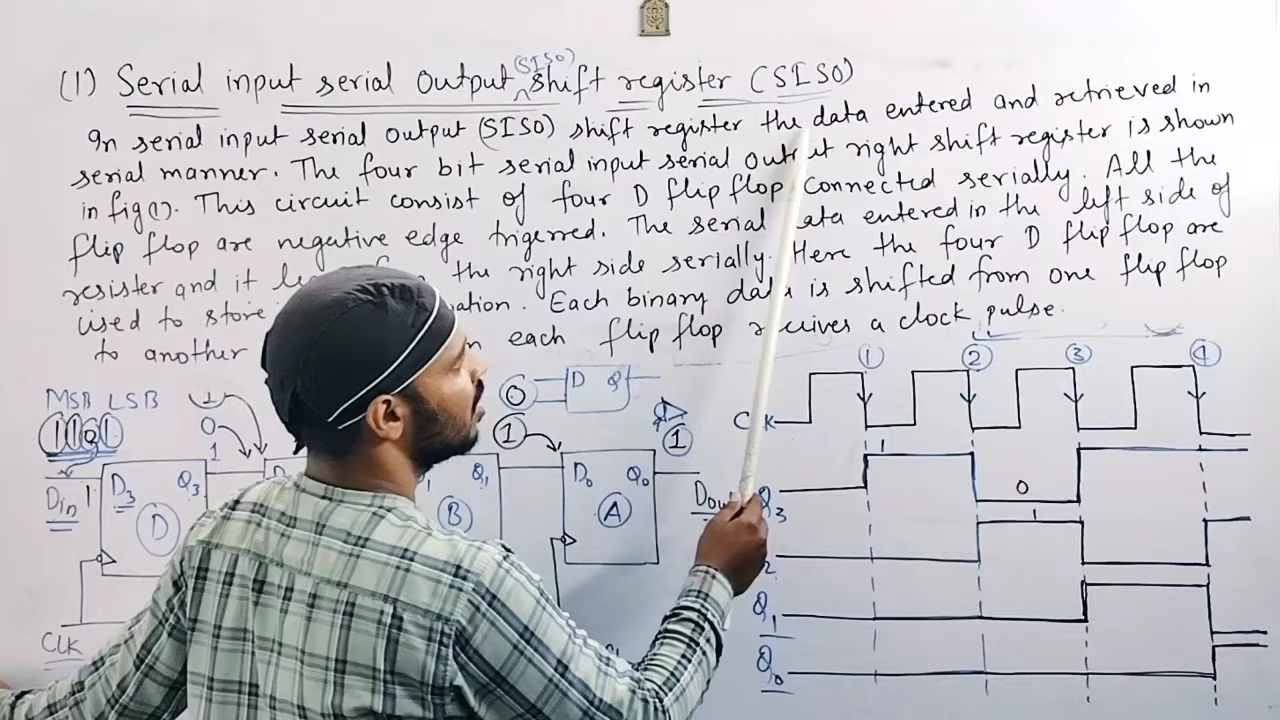 (1) Serial input serial output (SISO) shift register (SISO)
In serial input serial output (SISO) shift register the data entered and retrieved in
serial manner. The four bit serial input serial output right shift register is shown
in fig (1). This circuit consist of four D flip flop connected serially. All the
flip flop are negative edge trigerred. The serial data entered in the left side of
resister and it the right side serially. Here the four D flip flop are
used to store Each binary data is shifted from one flip flop
to another each flip flop receives a clock pulse.
MSB LSB
1101
1
0
1
D Q
0
1
1
Din 1
D3 Q3
D
Q1
B
D0 Q0
A
CLK
1 2 3 4
CLK
Q3
1
0
1
Q1
Q0